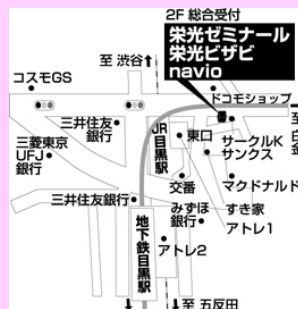 2F 総合受付
栄光ゼミナール
栄光ビザビ
navio
至 渋谷
コスモGS
ドコモショップ
至
白
金
三井住友
銀行
JR
目黒駅
東口
サークルK
サンクス
三菱東京
UFJ
銀行
交番
マクドナルド
三井住友銀行
みずほ
銀行
すき家
アトレ1
地下鉄目黒駅
アトレ2
至 五反田